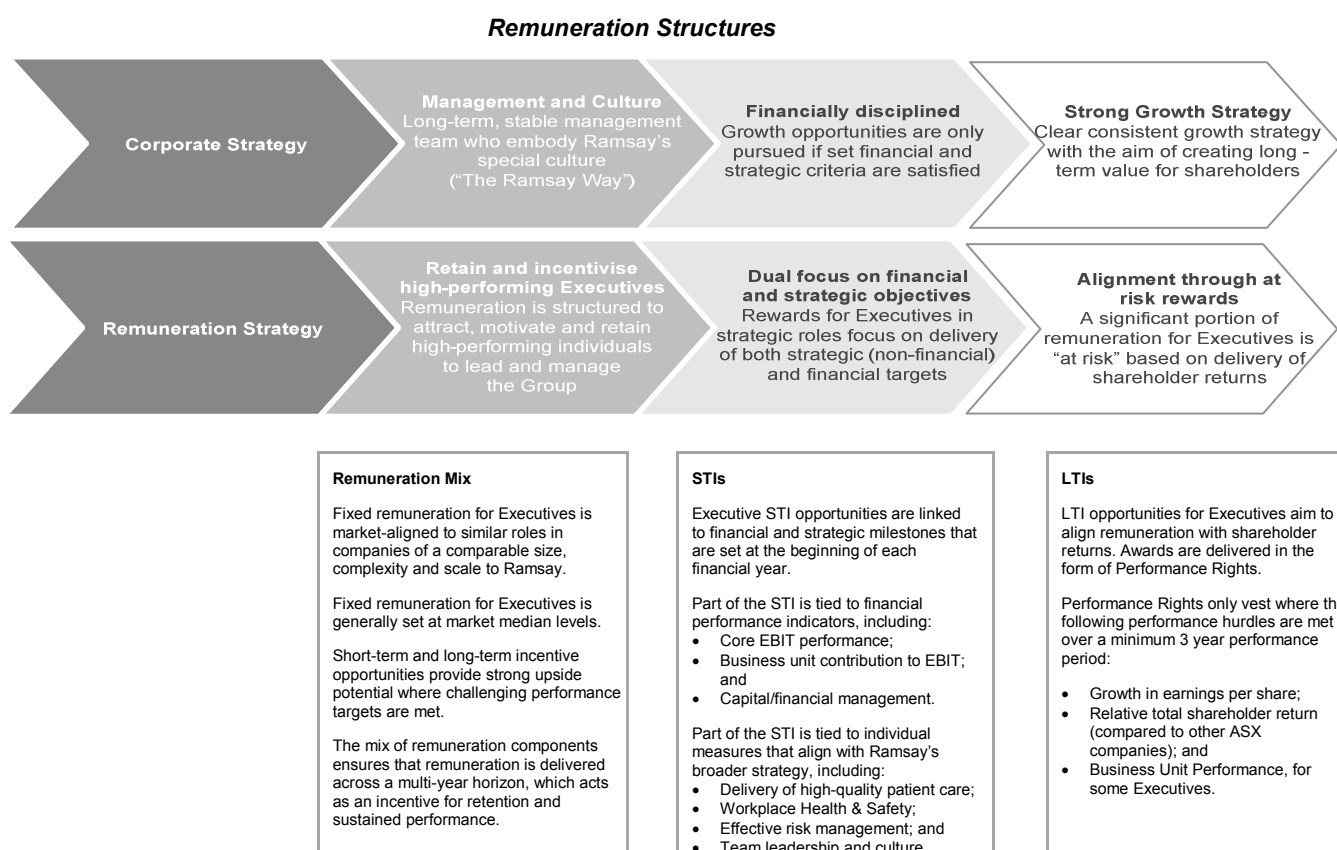 Remuneration Structures
Corporate Strategy
Management and Culture
Long-term, stable management
team who embody Ramsay's
special culture
("The Ramsay Way")
Financially disciplined
Growth opportunities are only
pursued if set financial and
strategic criteria are satisfied
Strong Growth Strategy
Clear consistent growth strategy
with the aim of creating long -
term value for shareholders
Remuneration Strategy
Retain and incentivise
high-performing Executives
Remuneration is structured to
attract, motivate and retain
high-performing individuals
to lead and manage
the Group
Dual focus on financial
and strategic objectives
Rewards for Executives in
strategic roles focus on delivery
of both strategic (non-financial)
and financial targets
Alignment through at
risk rewards
A significant portion of
remuneration for Executives is
"at risk" based on delivery of
shareholder returns
Remuneration Mix
Fixed remuneration for Executives is
market-aligned to similar roles in
companies of a comparable size,
complexity and scale to Ramsay.
Fixed remuneration for Executives is
generally set at market median levels.
Short-term and long-term incentive
opportunities provide strong upside
potential where challenging performance
targets are met.
The mix of remuneration components
ensures that remuneration is delivered
across a multi-year horizon, which acts
as an incentive for retention and
sustained performance.
STIs
Executive STI opportunities are linked
to financial and strategic milestones that
are set at the beginning of each
financial year.
Part of the STI is tied to financial
performance indicators, including:
• Core EBIT performance;
• Business unit contribution to EBIT;
and
• Capital/financial management.
Part of the STI is tied to individual
measures that align with Ramsay's
broader strategy, including:
• Delivery of high-quality patient care;
• Workplace Health & Safety;
• Effective risk management; and
• Team leadership and culture
LTIs
LTI opportunities for Executives aim to
align remuneration with shareholder
returns. Awards are delivered in the
form of Performance Rights.
Performance Rights only vest where th
following performance hurdles are met
over a minimum 3 year performance
period:
• Growth in earnings per share;
• Relative total shareholder return
(compared to other ASX
companies); and
• Business Unit Performance, for
some Executives.